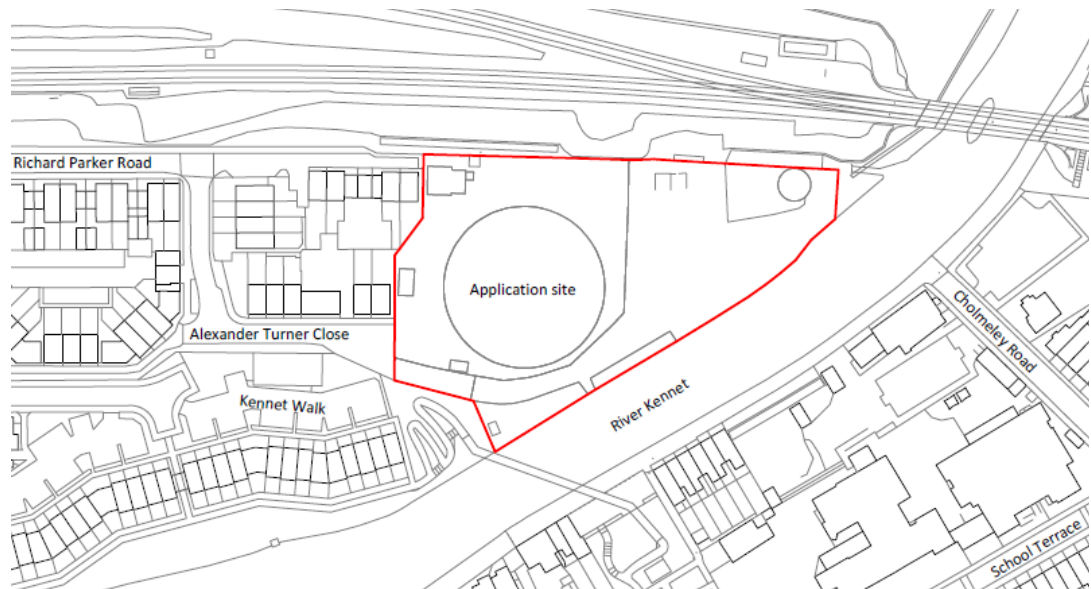 Richard Parker Road
Application site
Alexander Turner Close
Kennet Walk
River Kennet
Cholmeley Road
School Terrace